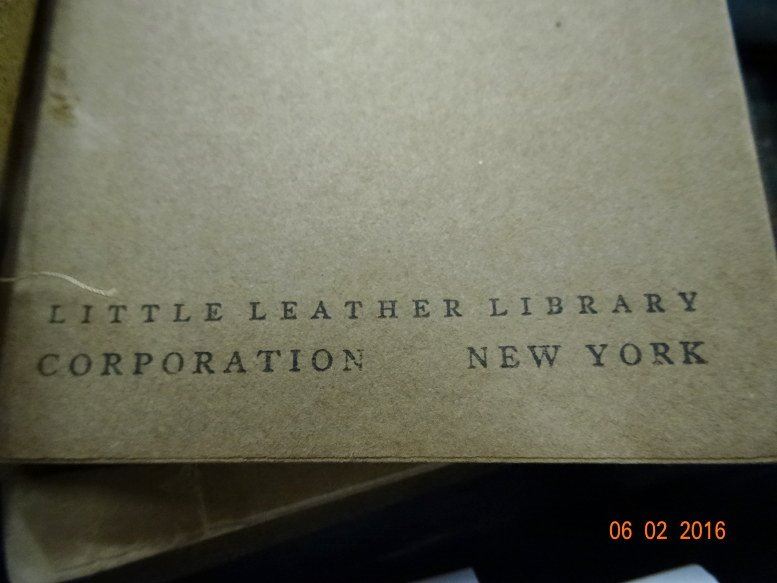 LITTLE LEATHER LIBRARY
CORPORATION NEW YORK
06 02 2016